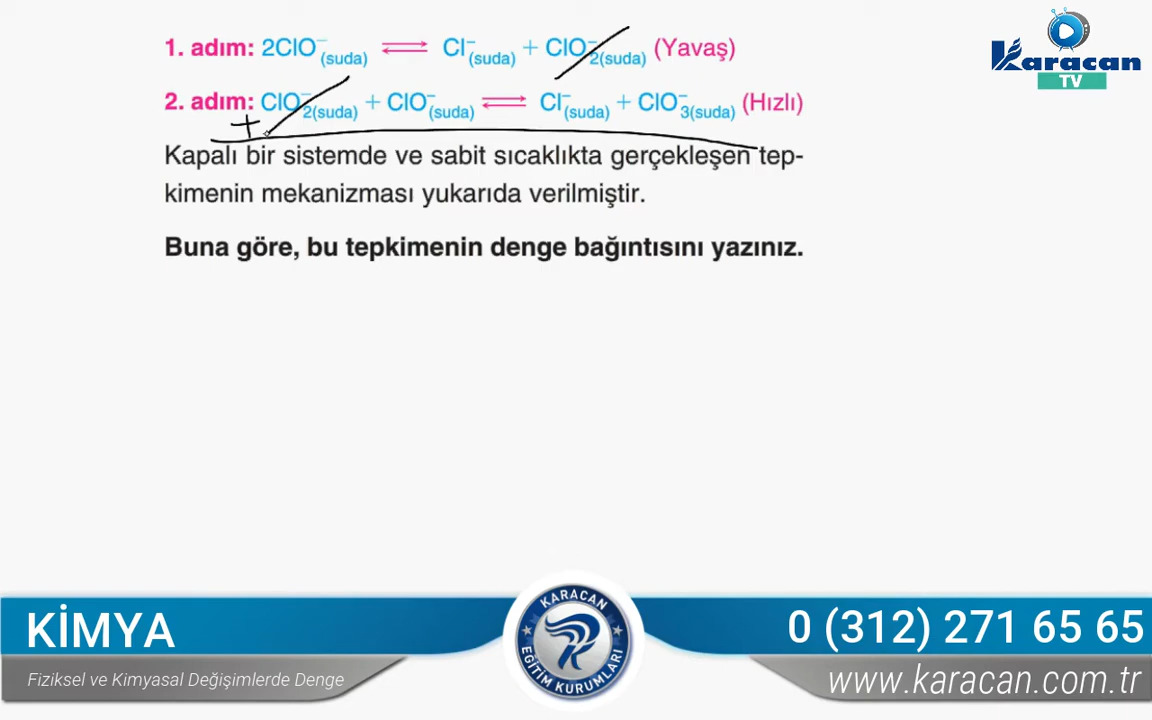 1. adım: 2ClO⁻(suda) ⇌ Cl⁻(suda) + ClO₂⁻(suda) (Yavaş)
Karacan
TV
2. adım: ClO₂⁻(suda) + ClO⁻(suda) ⇌ Cl⁻(suda) + ClO₃⁻(suda) (Hızlı)
+
Kapalı bir sistemde ve sabit sıcaklıkta gerçekleşen tep-
kimenin mekanizması yukarıda verilmiştir.
Buna göre, bu tepkimenin denge bağıntısını yazınız.
KİMYA
Fiziksel ve Kimyasal Değişimlerde Denge
KARACAN
EĞİTİM KURUMLARI
0 (312) 271 65 65
www.karacan.com.tr